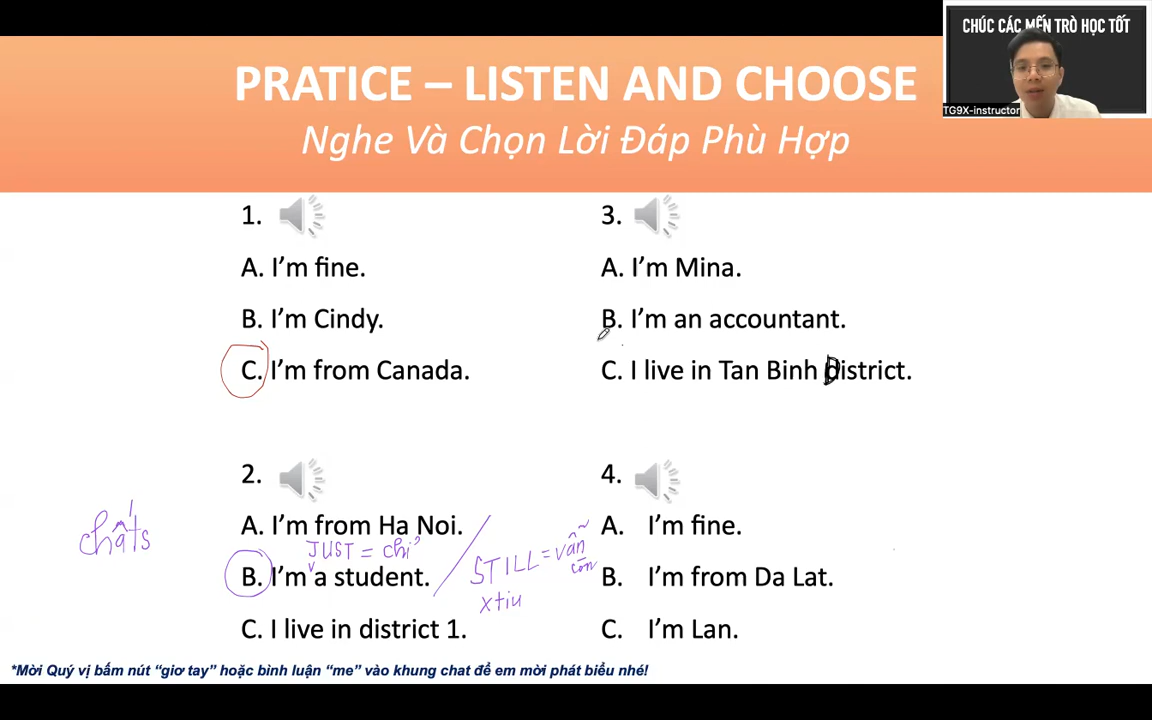 CHÚC CÁC MẾN TRÒ HỌC TỐT
TG9X-instructor
PRATICE – LISTEN AND CHOOSE
Nghe Và Chọn Lời Đáp Phù Hợp
1.
A. I'm fine.
B. I'm Cindy.
C. I'm from Canada.
2.
A. I'm from Ha Noi.
JUST = chỉ
B. I'm a student.
C. I live in district 1.
chất's
STILL = vẫn
còn
xtiu
3.
A. I'm Mina.
B. I'm an accountant.
C. I live in Tan Binh District.
4.
A. I'm fine.
B. I'm from Da Lat.
C. I'm Lan.
*Mời Quý vị bấm nút “giơ tay” hoặc bình luận “me” vào khung chat để em mời phát biểu nhé!